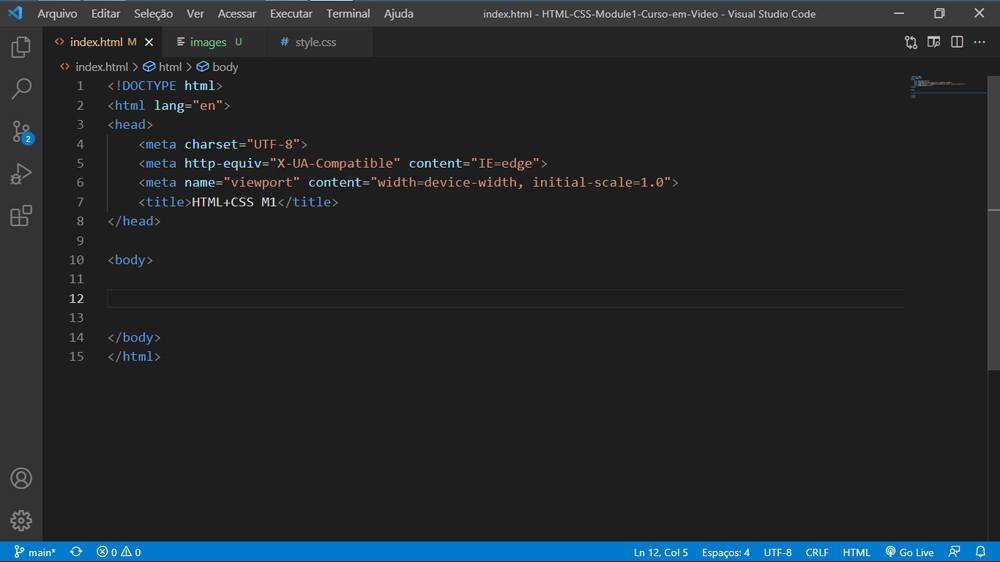 Arquivo Editar Seleção Ver Acessar Executar Terminal Ajuda index.html - HTML-CSS-Module1-Curso-em-Video - Visual Studio Code
index.html M images U style.css
index.html > html > body
1 <!DOCTYPE html>
2 <html lang="en">
3 <head>
4 <meta charset="UTF-8">
5 <meta http-equiv="X-UA-Compatible" content="IE=edge">
6 <meta name="viewport" content="width=device-width, initial-scale=1.0">
7 <title>HTML+CSS M1</title>
8 </head>
9
10 <body>
11
12
13
14 </body>
15 </html>
2
main* 0 0 Ln 12, Col 5 Espaços: 4 UTF-8 CRLF HTML Go Live